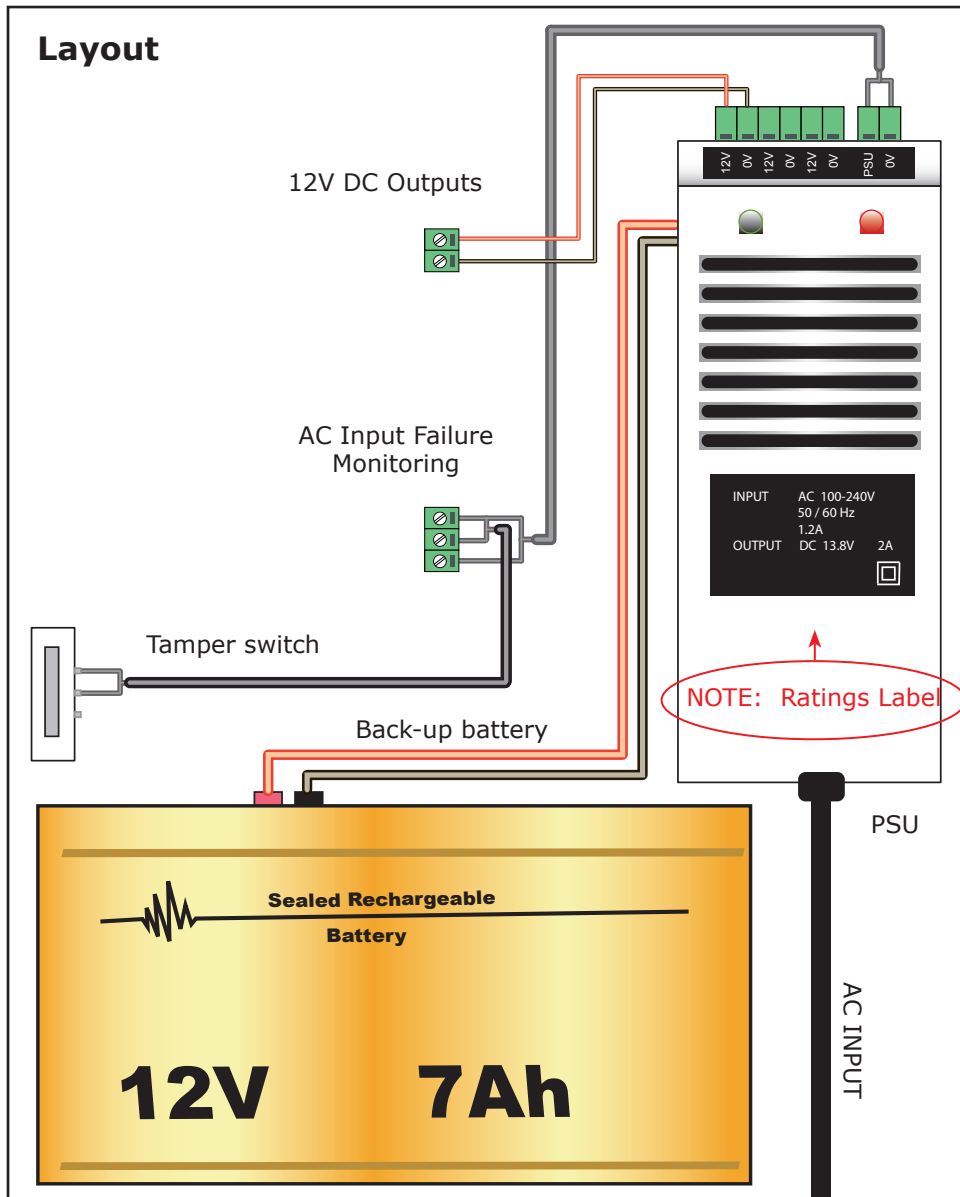 Layout
12V DC Outputs
12V 0V 12V 0V 12V 0V PSU 0V
AC Input Failure
Monitoring
INPUT AC 100-240V
50 / 60 Hz
1.2A
OUTPUT DC 13.8V 2A
Tamper switch
NOTE: Ratings Label
Back-up battery
PSU
Sealed Rechargeable
Battery
12V 7Ah
AC INPUT